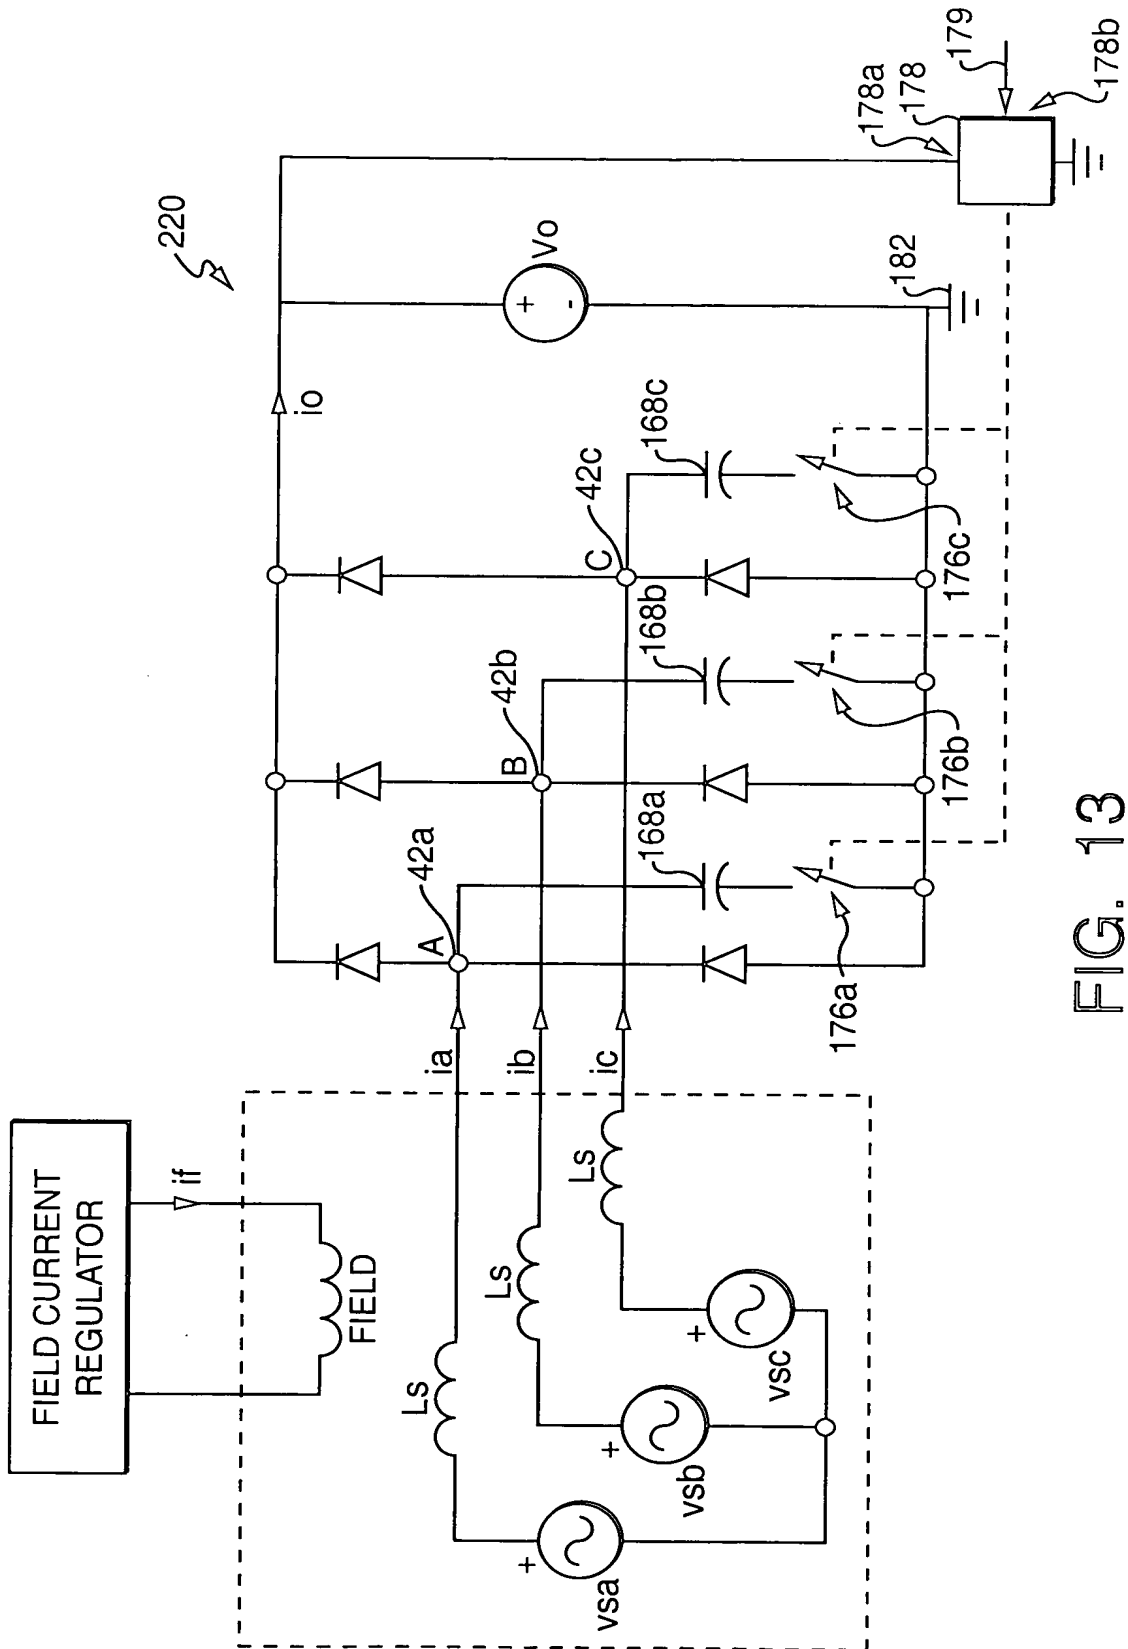 FIELD CURRENT
REGULATOR
if
FIELD
220
io
Vo
+
-
182
178a
178
179
178b
Ls
Ls
Ls
ia
ib
ic
A
42a
B
42b
C
42c
168a
168b
168c
176a
176b
176c
+
vsa
+
vsb
+
vsc
FIG. 13